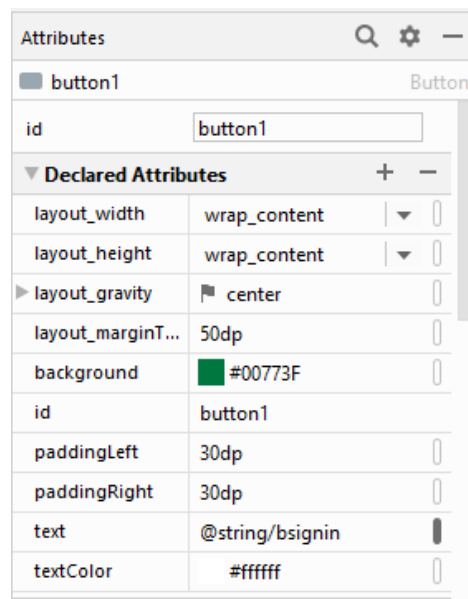 Attributes
button1 Button
id button1
Declared Attributes
layout_width wrap_content
layout_height wrap_content
layout_gravity center
layout_marginT... 50dp
background #00773F
id button1
paddingLeft 30dp
paddingRight 30dp
text @string/bsignin
textColor #ffffff